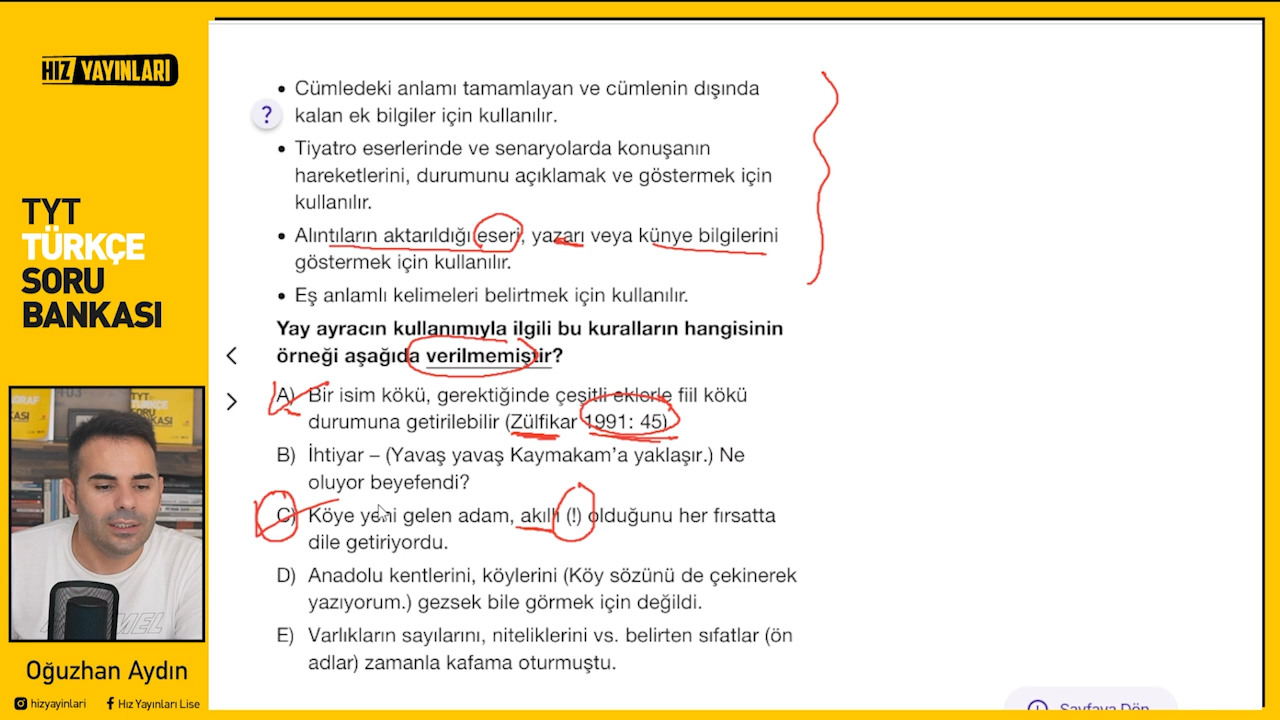 HIZ YAYINLARI
TYT
TÜRKÇE
SORU
BANKASI
Oğuzhan Aydın
hizyayinlari
Hız Yayınları Lise
• Cümledeki anlamı tamamlayan ve cümlenin dışında
?
kalan ek bilgiler için kullanılır.
• Tiyatro eserlerinde ve senaryolarda konuşanın
hareketlerini, durumunu açıklamak ve göstermek için
kullanılır.
• Alıntıların aktarıldığı eseri, yazarı veya künye bilgilerini
göstermek için kullanılır.
• Eş anlamlı kelimeleri belirtmek için kullanılır.
Yay ayracın kullanımıyla ilgili bu kuralların hangisinin
örneği aşağıda verilmemiştir?
A) Bir isim kökü, gerektiğinde çeşitli eklerle fiil kökü
durumuna getirilebilir (Zülfikar 1991: 45)
B) İhtiyar – (Yavaş yavaş Kaymakam'a yaklaşır.) Ne
oluyor beyefendi?
C) Köye yeni gelen adam, akıllı (!) olduğunu her fırsatta
dile getiriyordu.
D) Anadolu kentlerini, köylerini (Köy sözünü de çekinerek
yazıyorum.) gezsek bile görmek için değildi.
E) Varlıkların sayılarını, niteliklerini vs. belirten sıfatlar (ön
adlar) zamanla kafama oturmuştu.
Sayfaya Dön